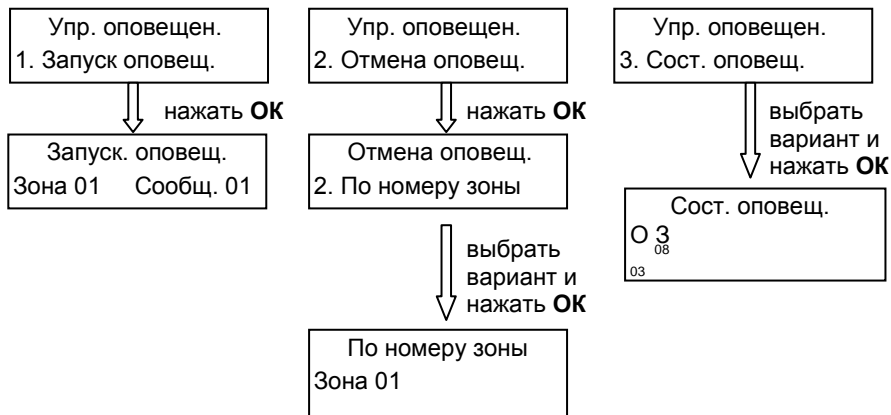 Упр. оповещен.
1. Запуск оповещ.
нажать ОК
Запуск. оповещ.
Зона 01 Сообщ. 01
Упр. оповещен.
2. Отмена оповещ.
нажать ОК
Отмена оповещ.
2. По номеру зоны
выбрать
вариант и
нажать ОК
По номеру зоны
Зона 01
Упр. оповещен.
3. Сост. оповещ.
выбрать
вариант и
нажать ОК
Сост. оповещ.
О З
08
03